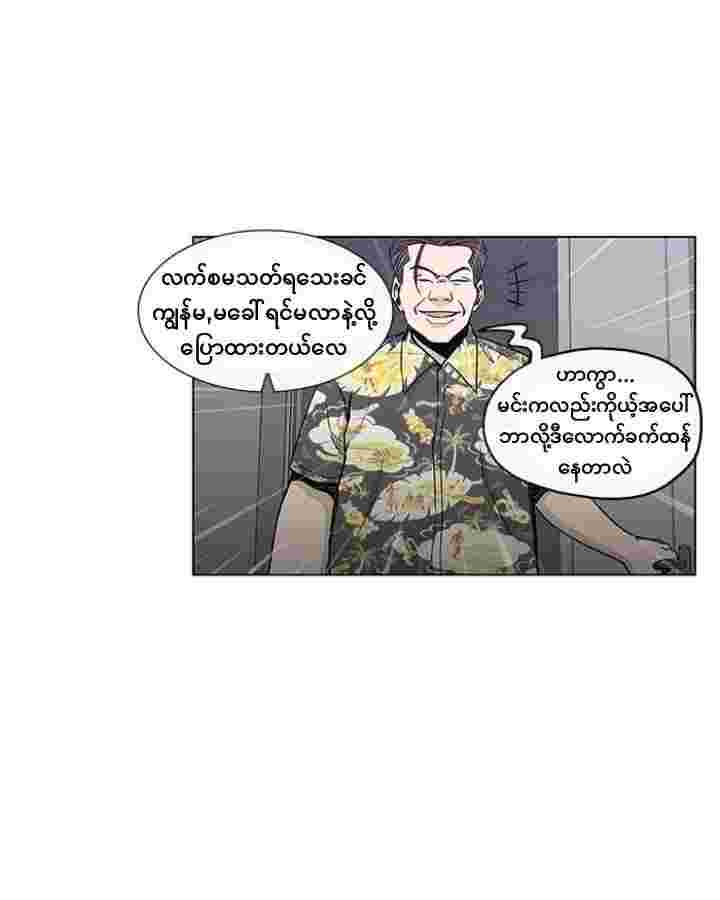 လက်စမသတ်ရသေးခင်
ကျွန်မ,မခေါ်ရင်မလာနဲ့လို့
ပြောထားတယ်လေ
ဟာကွာ...
မင်းကလည်းကိုယ့်အပေါ်
ဘာလို့ဒီလောက်ခက်ထန်
နေတာလဲ